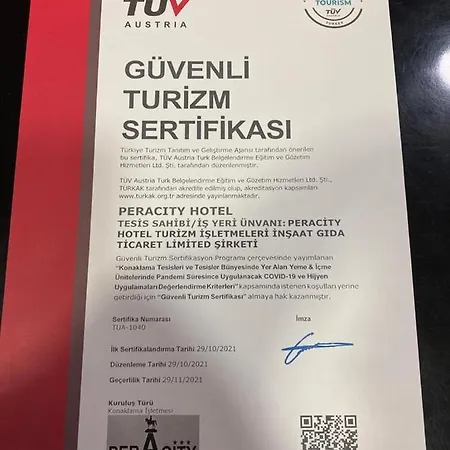 TÜV
AUSTRIA
TOURISM
TÜV
TURKEY
GÜVENLİ
TURİZM
SERTİFİKASI
Türkiye Turizm Tanıtım ve Geliştirme Ajansı tarafından önerilen
bu sertifika, TÜV Austria Turk Belgelendirme Eğitim ve Gözetim
Hizmetleri Ltd. Şti. tarafından düzenlenmiştir.
TÜV Austria Turk Belgelendirme Eğitim ve Gözetim Hizmetleri Ltd. Şti.,
TÜRKAK tarafından akredite edilmiş olup, akreditasyon kapsamları
www.turkak.org.tr adresinde yayınlanmaktadır.
PERACITY HOTEL
TESİS SAHİBİ/İŞ YERİ ÜNVANI: PERACİTY
HOTEL TURİZM İŞLETMELERİ İNŞAAT GIDA
TİCARET LİMİTED ŞİRKETİ
Güvenli Turizm Sertifikasyon Programı çerçevesinde yayımlanan
"Konaklama Tesisleri ve Tesisler Bünyesinde Yer Alan Yeme & İçme
Ünitelerinde Pandemi Süresince Uygulanacak COVID-19 ve Hijyen
Uygulamaları Değerlendirme Kriterleri" kapsamında istenen koşulları yerine
getirdiği için "Güvenli Turizm Sertifikası" almaya hak kazanmıştır.
Sertifika Numarası
TUA-1040
İmza
İlk Sertifikalandırma Tarihi 29/10/2021
Düzenleme Tarihi 29/10/2021
Geçerlilik Tarihi 29/11/2021
Kuruluş Türü
Konaklama İşletmesi
PERACITY